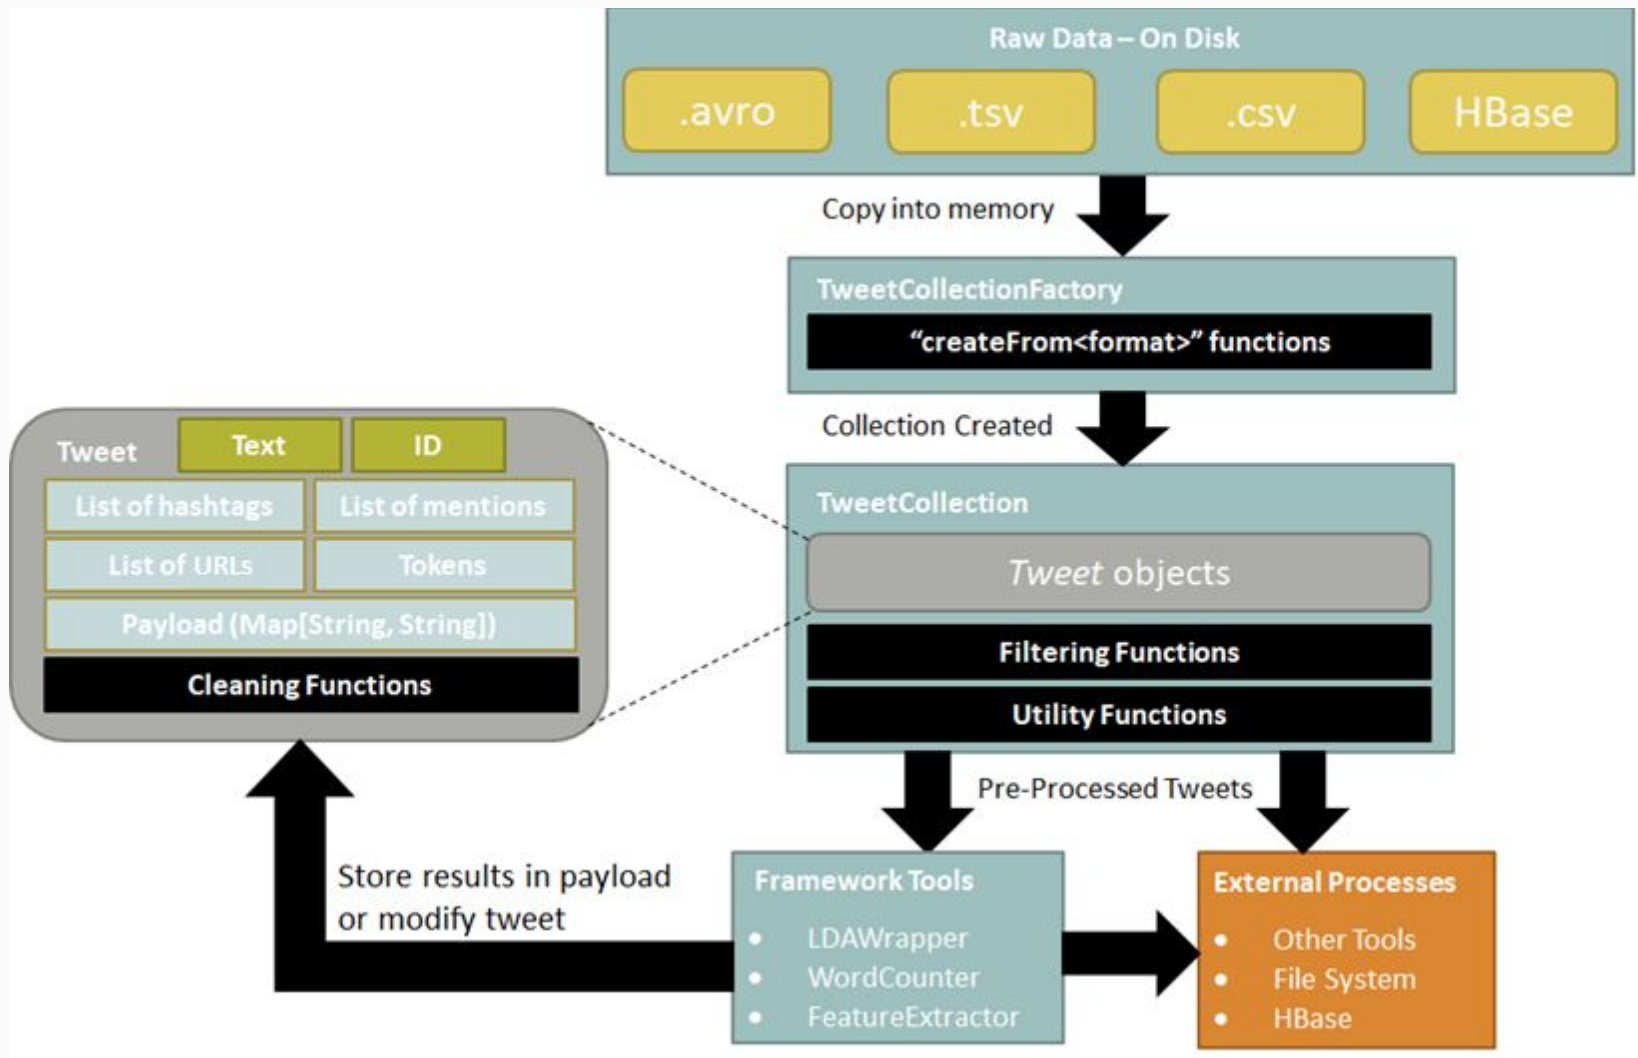 Raw Data – On Disk
.avro
.tsv
.csv
HBase
Copy into memory
TweetCollectionFactory
“createFrom<format>” functions
Collection Created
TweetCollection
Tweet objects
Filtering Functions
Utility Functions
Tweet
Text
ID
List of hashtags
List of mentions
List of URLs
Tokens
Payload (Map[String, String])
Cleaning Functions
Pre-Processed Tweets
Store results in payload
or modify tweet
Framework Tools
• LDAWrapper
• WordCounter
• FeatureExtractor
External Processes
• Other Tools
• File System
• HBase